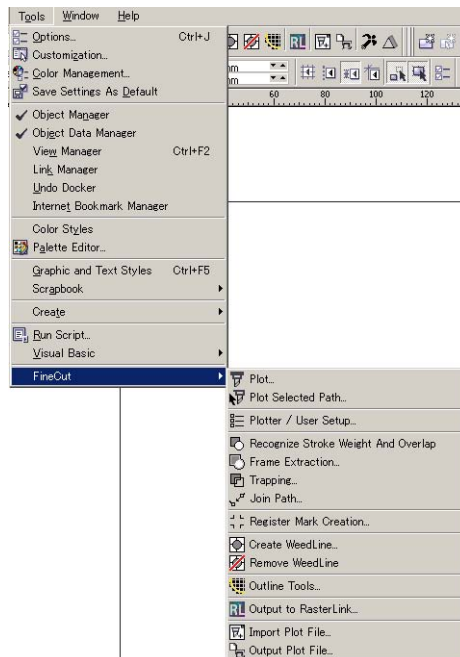 Tools Window Help
Options... Ctrl+J
Customization...
Color Management...
Save Settings As Default
Object Manager
Object Data Manager
View Manager Ctrl+F2
Link Manager
Undo Docker
Internet Bookmark Manager
Color Styles
Palette Editor...
Graphic and Text Styles Ctrl+F5
Scrapbook
Create
Run Script...
Visual Basic
FineCut
RL
mm
60 80 100 120
Plot...
Plot Selected Path...
Plotter / User Setup...
Recognize Stroke Weight And Overlap
Frame Extraction...
Trapping...
Join Path...
Register Mark Creation...
Create WeedLine...
Remove WeedLine
Outline Tools...
RL Output to RasterLink...
Import Plot File...
Output Plot File...